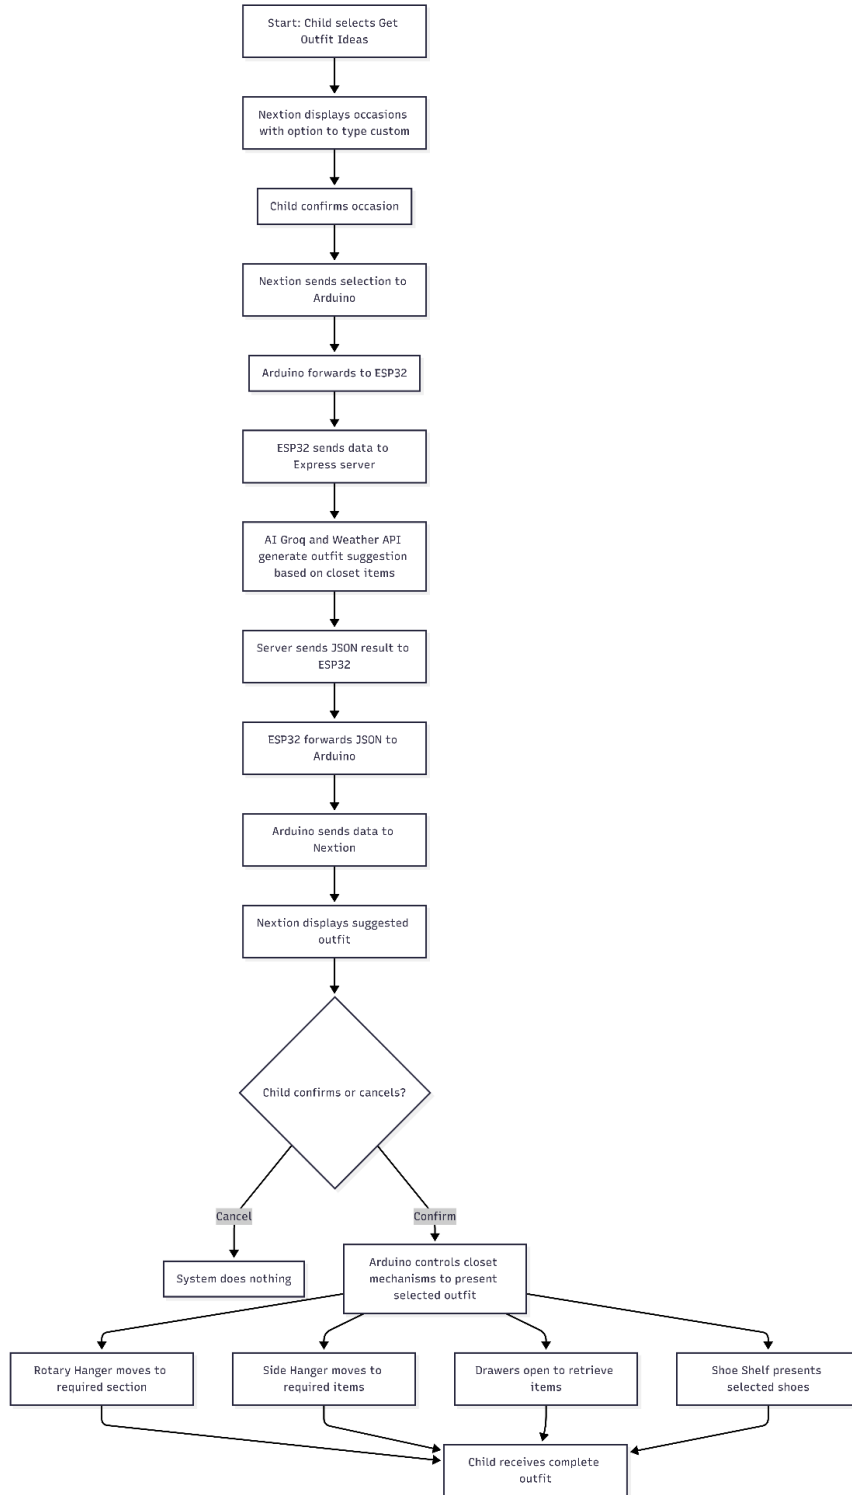 Start: Child selects Get
Outfit Ideas
Nextion displays occasions
with option to type custom
Child confirms occasion
Nextion sends selection to
Arduino
Arduino forwards to ESP32
ESP32 sends data to
Express server
AI Groq and Weather API
generate outfit suggestion
based on closet items
Server sends JSON result to
ESP32
ESP32 forwards JSON to
Arduino
Arduino sends data to
Nextion
Nextion displays suggested
outfit
Child confirms or cancels?
Cancel
Confirm
System does nothing
Arduino controls closet
mechanisms to present
selected outfit
Rotary Hanger moves to
required section
Side Hanger moves to
required items
Drawers open to retrieve
items
Shoe Shelf presents
selected shoes
Child receives complete
outfit